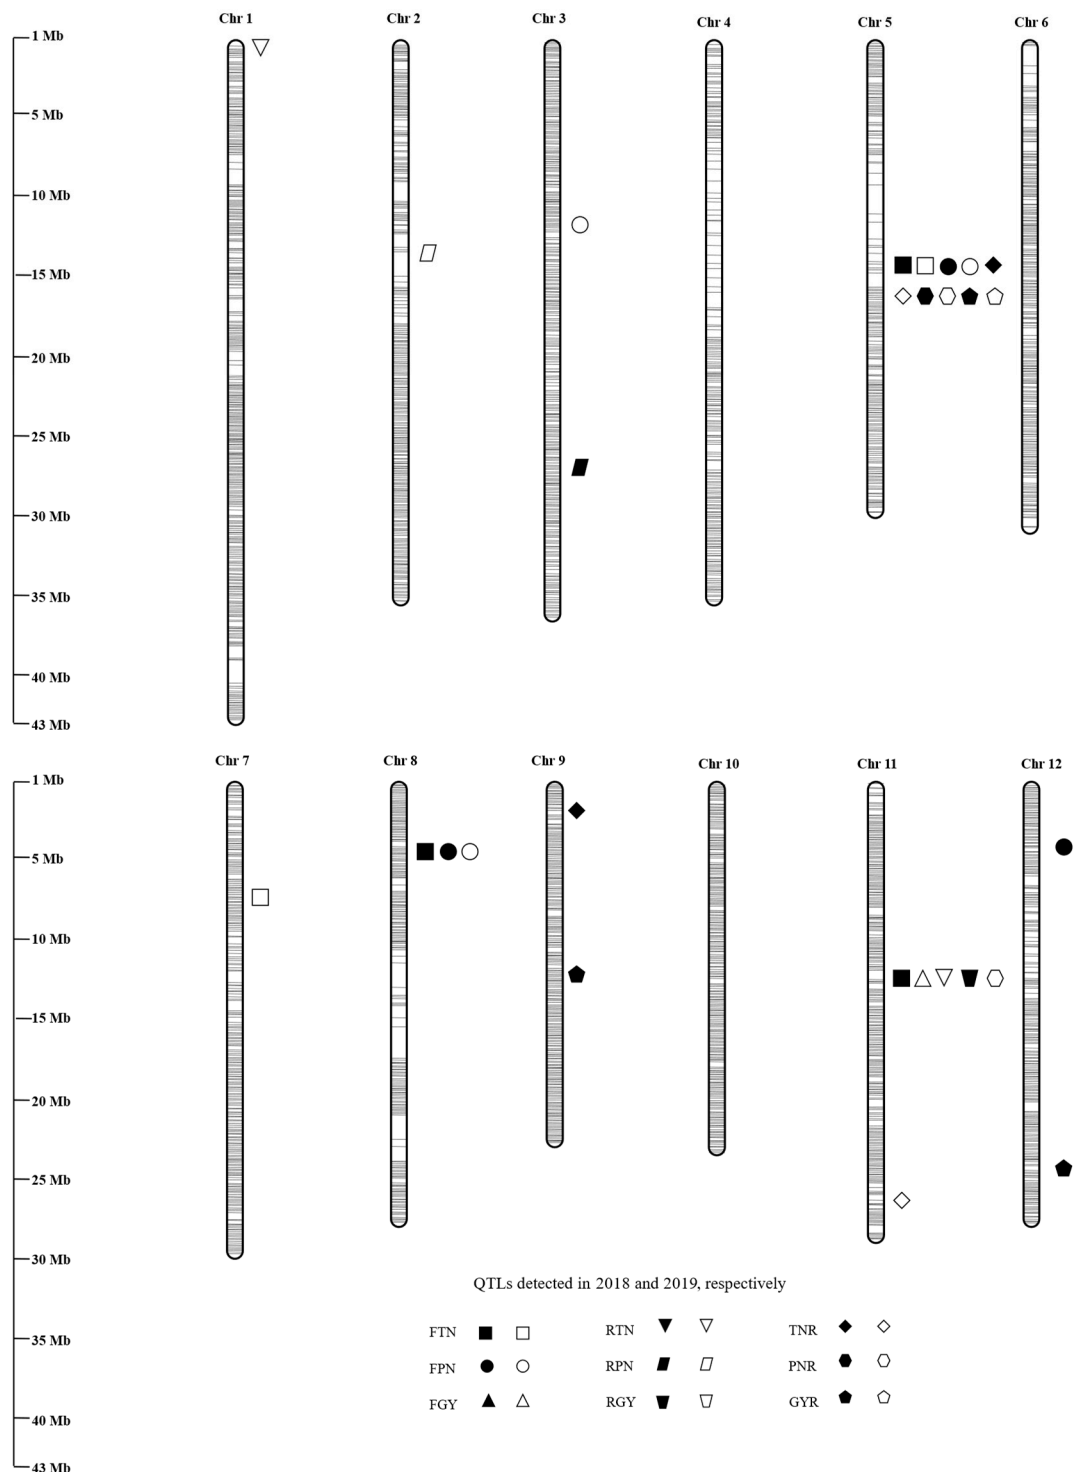 Chr 1 Chr 2 Chr 3 Chr 4 Chr 5 Chr 6
1 Mb
5 Mb
10 Mb
15 Mb
20 Mb
25 Mb
30 Mb
35 Mb
40 Mb
43 Mb
Chr 7 Chr 8 Chr 9 Chr 10 Chr 11 Chr 12
1 Mb
5 Mb
10 Mb
15 Mb
20 Mb
25 Mb
30 Mb
35 Mb
40 Mb
43 Mb
QTLs detected in 2018 and 2019, respectively
FTN RTN TNR
FPN RPN PNR
FGY RGY GYR